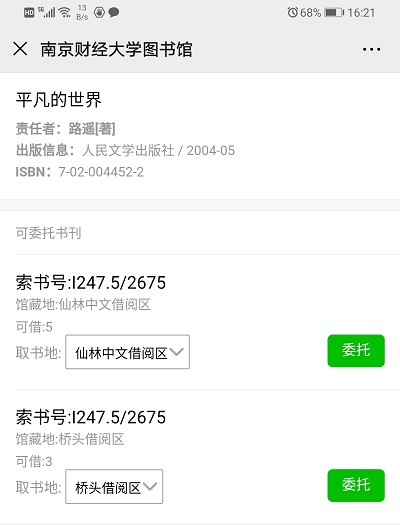 HD 5G 13 B/s 68% 16:21
南京财经大学图书馆
平凡的世界
责任者：路遥[著]
出版信息：人民文学出版社 / 2004-05
ISBN：7-02-004452-2
可委托书刊
索书号:I247.5/2675
馆藏地:仙林中文借阅区
可借:5
取书地: 仙林中文借阅区 委托
索书号:I247.5/2675
馆藏地:桥头借阅区
可借:3
取书地: 桥头借阅区 委托